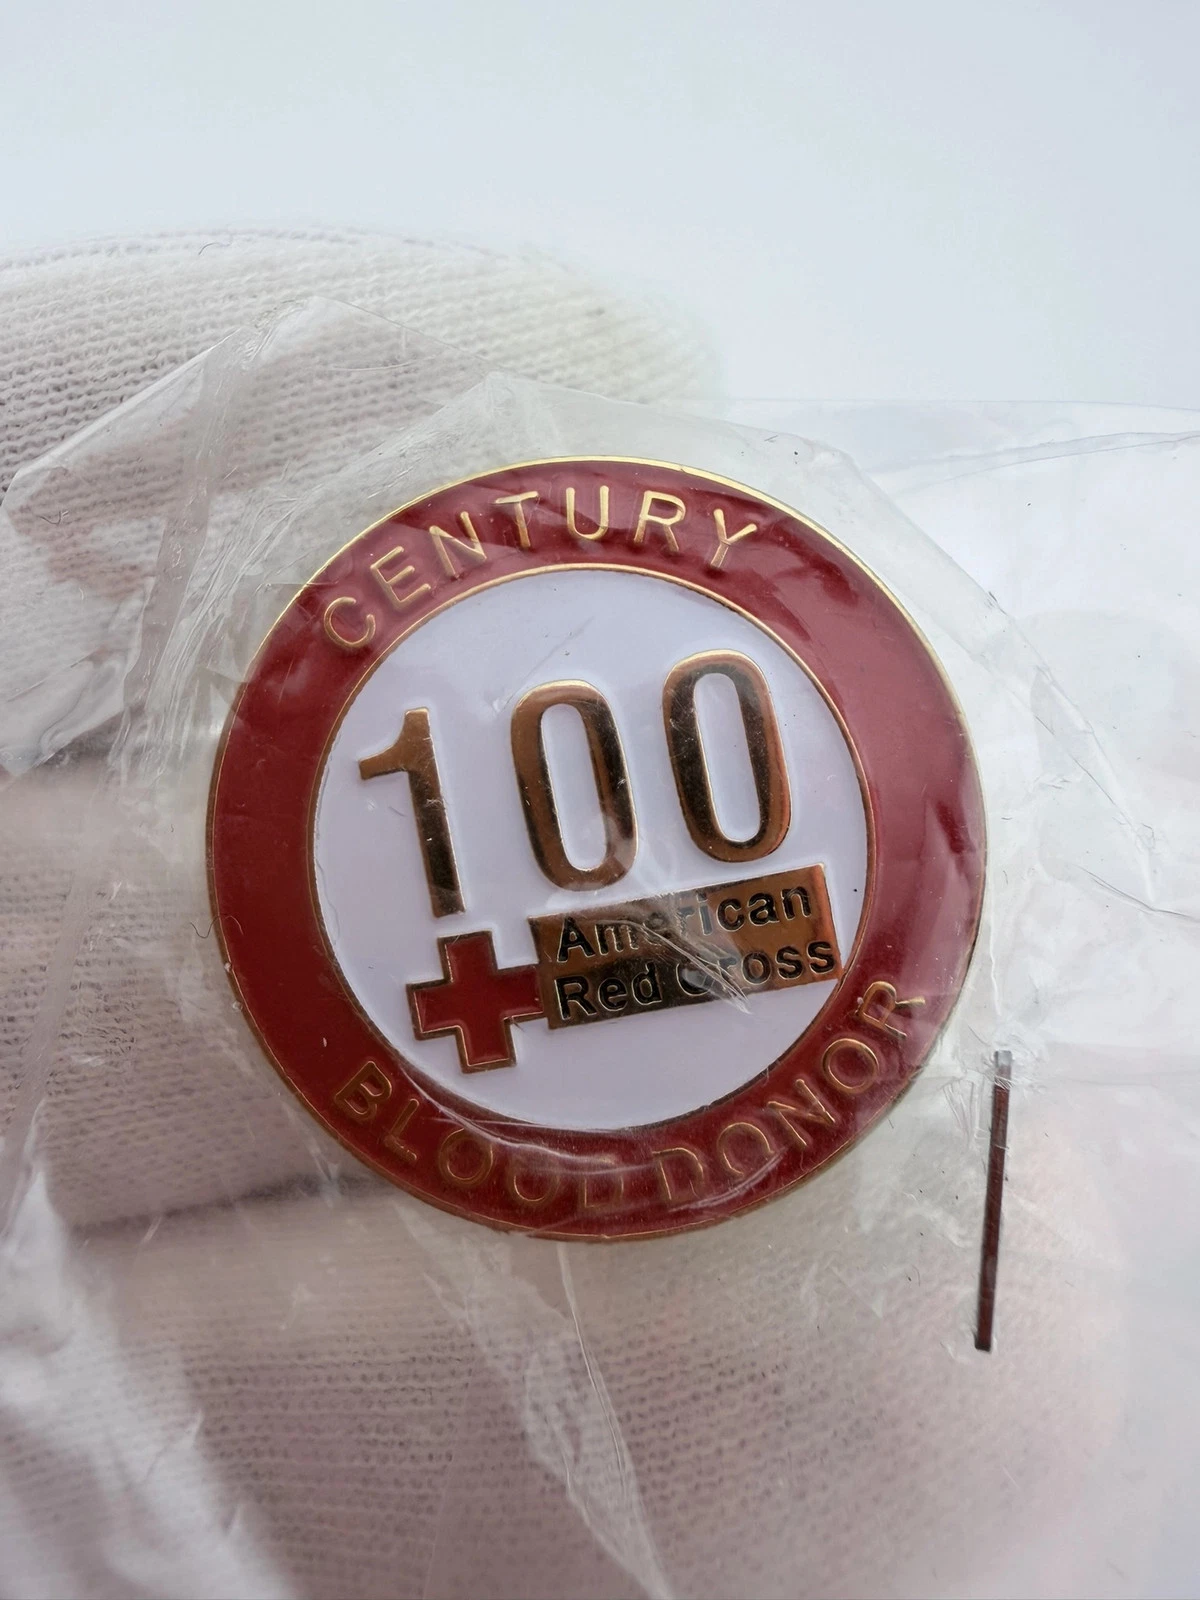 CENTURY
100
American
Red Cross
BLOOD DONOR